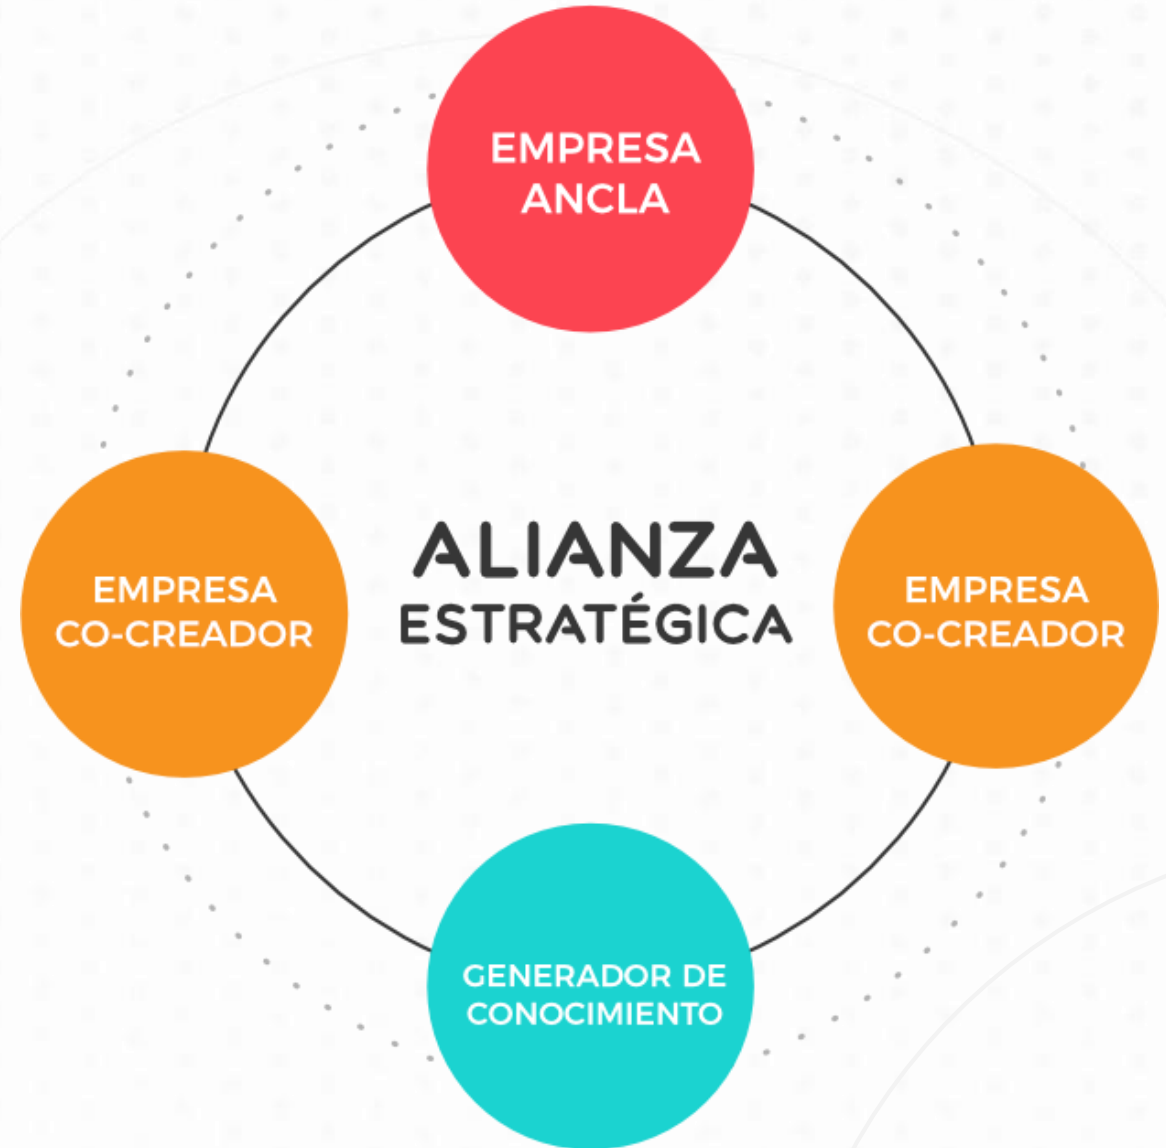 EMPRESA
ANCLA
EMPRESA
CO-CREADOR
ALIANZA
ESTRATÉGICA
EMPRESA
CO-CREADOR
GENERADOR DE
CONOCIMIENTO